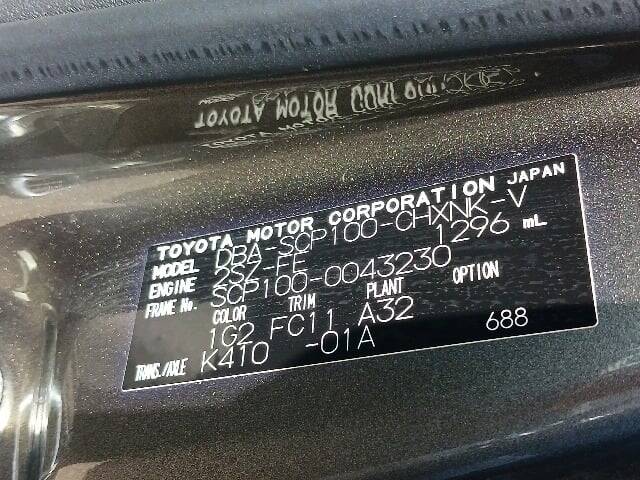 TOYOTA MOTOR CORPORATION JAPAN
MODEL DBA-SCP100-CHXNK-V
ENGINE 2SZ-FE 1296 mL
FRAME No. SCP100-0043230
COLOR TRIM PLANT OPTION
1G2 FC11 A32
TRANS./AXLE K410 -01A 688